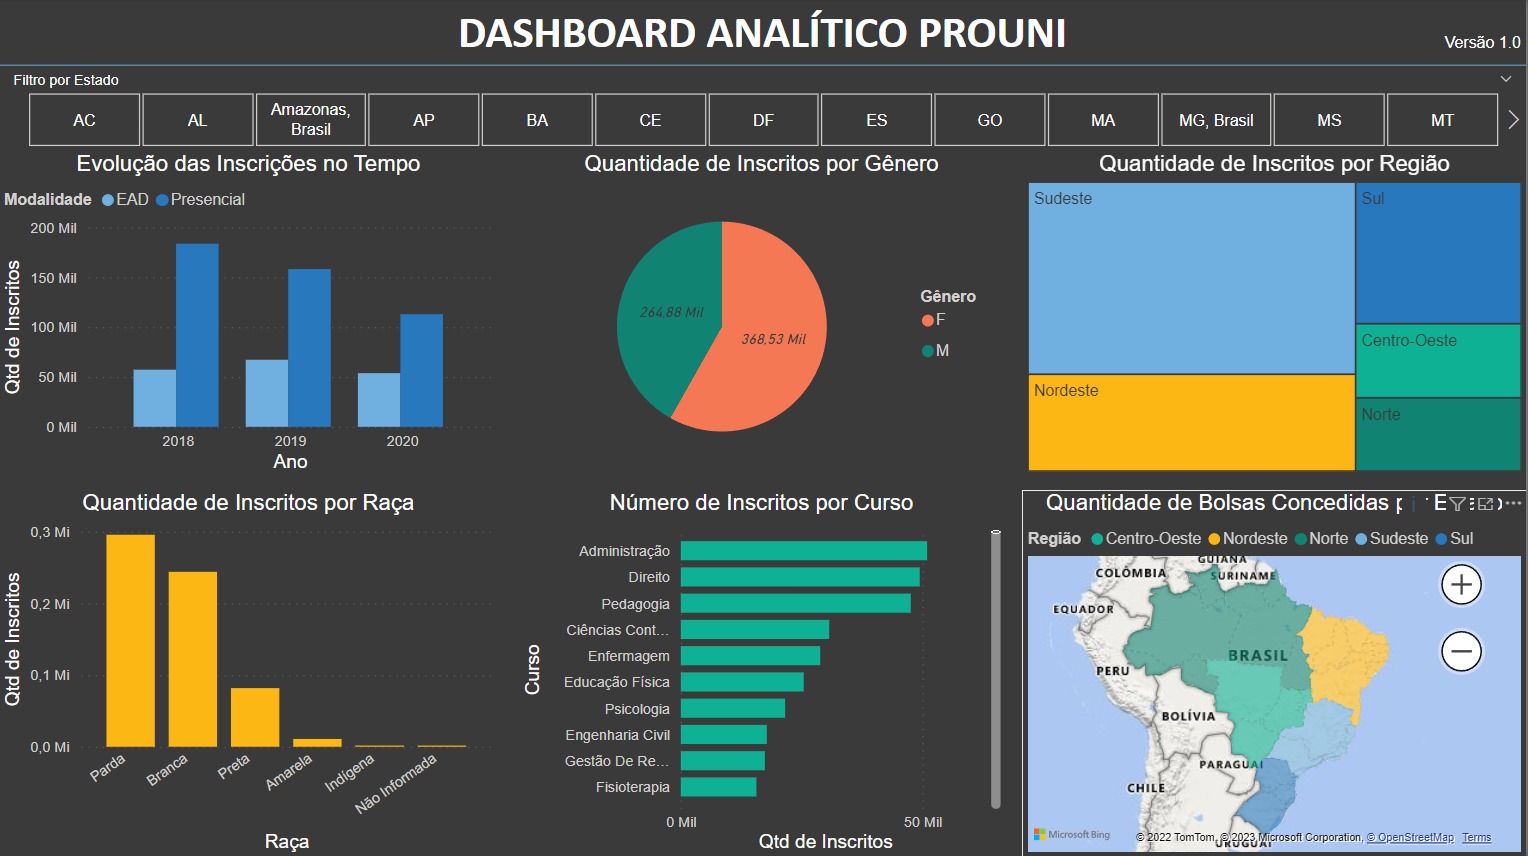 DASHBOARD ANALÍTICO PROUNI
Versão 1.0
Filtro por Estado
AC
AL
Amazonas,
Brasil
AP
BA
CE
DF
ES
GO
MA
MG, Brasil
MS
MT
Evolução das Inscrições no Tempo
Modalidade EAD Presencial
Qtd de Inscritos
200 Mil
150 Mil
100 Mil
50 Mil
0 Mil
2018 2019 2020
Ano
Quantidade de Inscritos por Gênero
264,88 Mil
368,53 Mil
Gênero
F
M
Quantidade de Inscritos por Região
Sudeste
Sul
Centro-Oeste
Nordeste
Norte
Quantidade de Inscritos por Raça
Qtd de Inscritos
0,3 Mi
0,2 Mi
0,1 Mi
0,0 Mi
Parda
Branca
Preta
Amarela
Indígena
Não Informada
Raça
Número de Inscritos por Curso
Curso
Administração
Direito
Pedagogia
Ciências Cont...
Enfermagem
Educação Física
Psicologia
Engenharia Civil
Gestão De Re...
Fisioterapia
0 Mil 50 Mil
Qtd de Inscritos
Quantidade de Bolsas Concedidas
Região Centro-Oeste Nordeste Norte Sudeste Sul
GUIANA
COLÔMBIA
SURINAME
EQUADOR
BRASIL
PERU
BOLÍVIA
PARAGUAI
CHILE
URUGUAI
Microsoft Bing
© 2022 TomTom, © 2023 Microsoft Corporation, © OpenStreetMap Terms